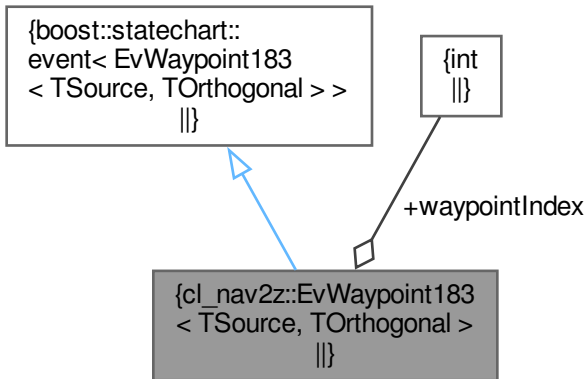 {boost::statechart::
event< EvWaypoint183
< TSource, TOrthogonal > >
||}
{int
||}
+waypointIndex
{cl_nav2z::EvWaypoint183
< TSource, TOrthogonal >
||}